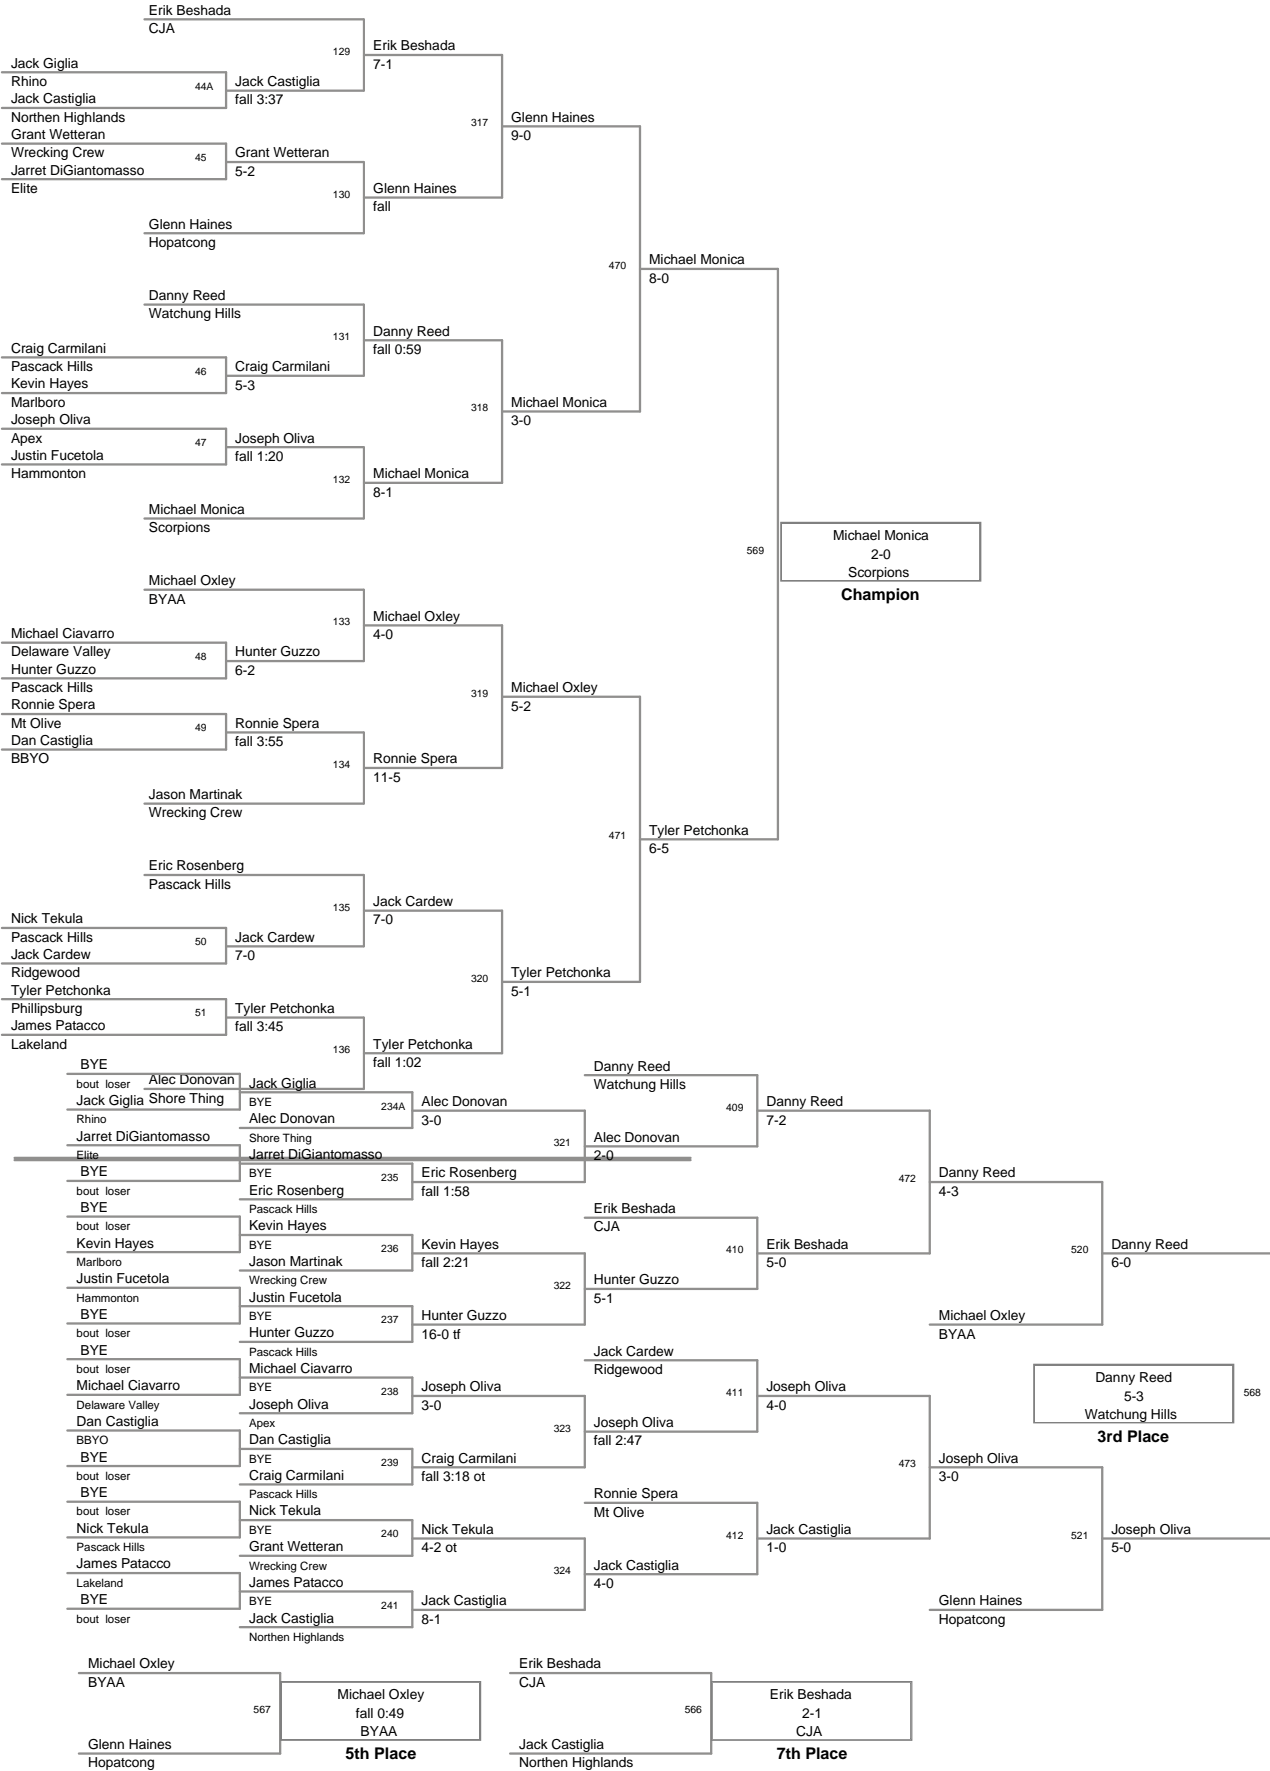 Erik Beshada
CJA
129
Erik Beshada
7-1
Jack Giglia
Rhino
44A
Jack Castiglia
Jack Castiglia
fall 3:37
Northen Highlands
317
Glenn Haines
9-0
Grant Wetteran
Wrecking Crew
45
Grant Wetteran
Jarret DiGiantomasso
5-2
Elite
130
Glenn Haines
fall
Glenn Haines
Hopatcong
470
Michael Monica
8-0
Danny Reed
Watchung Hills
131
Danny Reed
fall 0:59
Craig Carmilani
Pascack Hills
46
Craig Carmilani
Kevin Hayes
5-3
Marlboro
318
Michael Monica
3-0
Joseph Oliva
Apex
47
Joseph Oliva
Justin Fucetola
fall 1:20
Hammonton
132
Michael Monica
8-1
Michael Monica
Scorpions
569
Michael Monica
2-0
Scorpions
Champion
Michael Oxley
BYAA
133
Michael Oxley
4-0
Michael Ciavarro
Delaware Valley
48
Hunter Guzzo
Hunter Guzzo
6-2
Pascack Hills
319
Michael Oxley
5-2
Ronnie Spera
Mt Olive
49
Ronnie Spera
Dan Castiglia
fall 3:55
BBYO
134
Ronnie Spera
11-5
Jason Martinak
Wrecking Crew
471
Tyler Petchonka
6-5
Eric Rosenberg
Pascack Hills
135
Jack Cardew
7-0
Nick Tekula
Pascack Hills
50
Jack Cardew
Jack Cardew
7-0
Ridgewood
320
Tyler Petchonka
5-1
Tyler Petchonka
Phillipsburg
51
Tyler Petchonka
James Patacco
fall 3:45
Lakeland
136
Tyler Petchonka
fall 1:02
Alec Donovan
Shore Thing
BYE
bout loser
Jack Giglia
Rhino
Jack Giglia
BYE
234A
Alec Donovan
Shore Thing
Alec Donovan
3-0
Jarret DiGiantomasso
Elite
BYE
bout loser
Jarret DiGiantomasso
BYE
235
Eric Rosenberg
Pascack Hills
Eric Rosenberg
fall 1:58
321
Alec Donovan
2-0
Danny Reed
Watchung Hills
409
Danny Reed
7-2
BYE
bout loser
Kevin Hayes
Marlboro
Kevin Hayes
BYE
236
Jason Martinak
Wrecking Crew
Kevin Hayes
fall 2:21
Justin Fucetola
Hammonton
BYE
bout loser
Justin Fucetola
BYE
237
Hunter Guzzo
Pascack Hills
Hunter Guzzo
16-0 tf
322
Hunter Guzzo
5-1
Erik Beshada
CJA
410
Erik Beshada
5-0
472
Danny Reed
4-3
520
Danny Reed
6-0
Michael Oxley
BYAA
BYE
bout loser
Michael Ciavarro
Delaware Valley
Michael Ciavarro
BYE
238
Joseph Oliva
Apex
Joseph Oliva
3-0
Dan Castiglia
BBYO
BYE
bout loser
Dan Castiglia
BYE
239
Craig Carmilani
Pascack Hills
Craig Carmilani
fall 3:18 ot
323
Joseph Oliva
fall 2:47
Jack Cardew
Ridgewood
411
Joseph Oliva
4-0
Danny Reed
5-3
Watchung Hills
568
3rd Place
BYE
bout loser
Nick Tekula
Pascack Hills
Nick Tekula
BYE
240
Grant Wetteran
Wrecking Crew
Nick Tekula
4-2 ot
James Patacco
Lakeland
BYE
bout loser
James Patacco
BYE
241
Jack Castiglia
Northen Highlands
Jack Castiglia
8-1
324
Jack Castiglia
4-0
Ronnie Spera
Mt Olive
412
Jack Castiglia
1-0
473
Joseph Oliva
3-0
521
Joseph Oliva
5-0
Glenn Haines
Hopatcong
Michael Oxley
BYAA
567
Michael Oxley
fall 0:49
BYAA
5th Place
Glenn Haines
Hopatcong
Erik Beshada
CJA
566
Erik Beshada
2-1
CJA
7th Place
Jack Castiglia
Northen Highlands